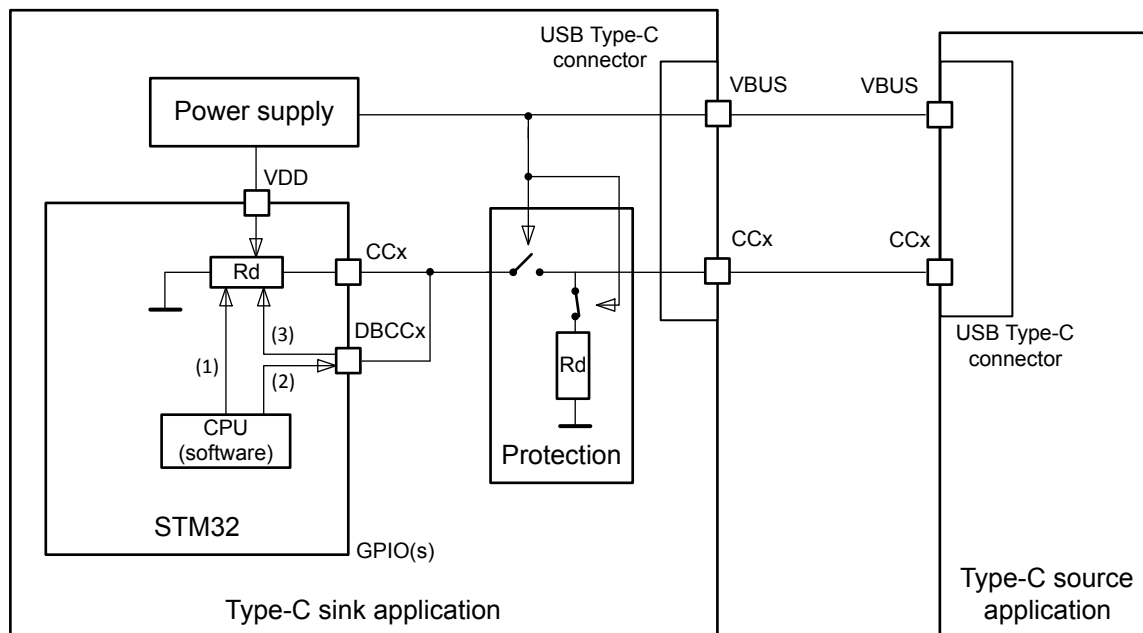 USB Type-C
connector
VBUS
VBUS
Power supply
VDD
CCx
CCx
CCx
Rd
DBCCx
(3)
(1)
(2)
Rd
USB Type-C
connector
CPU
(software)
Protection
STM32
GPIO(s)
Type-C sink application
Type-C source
application